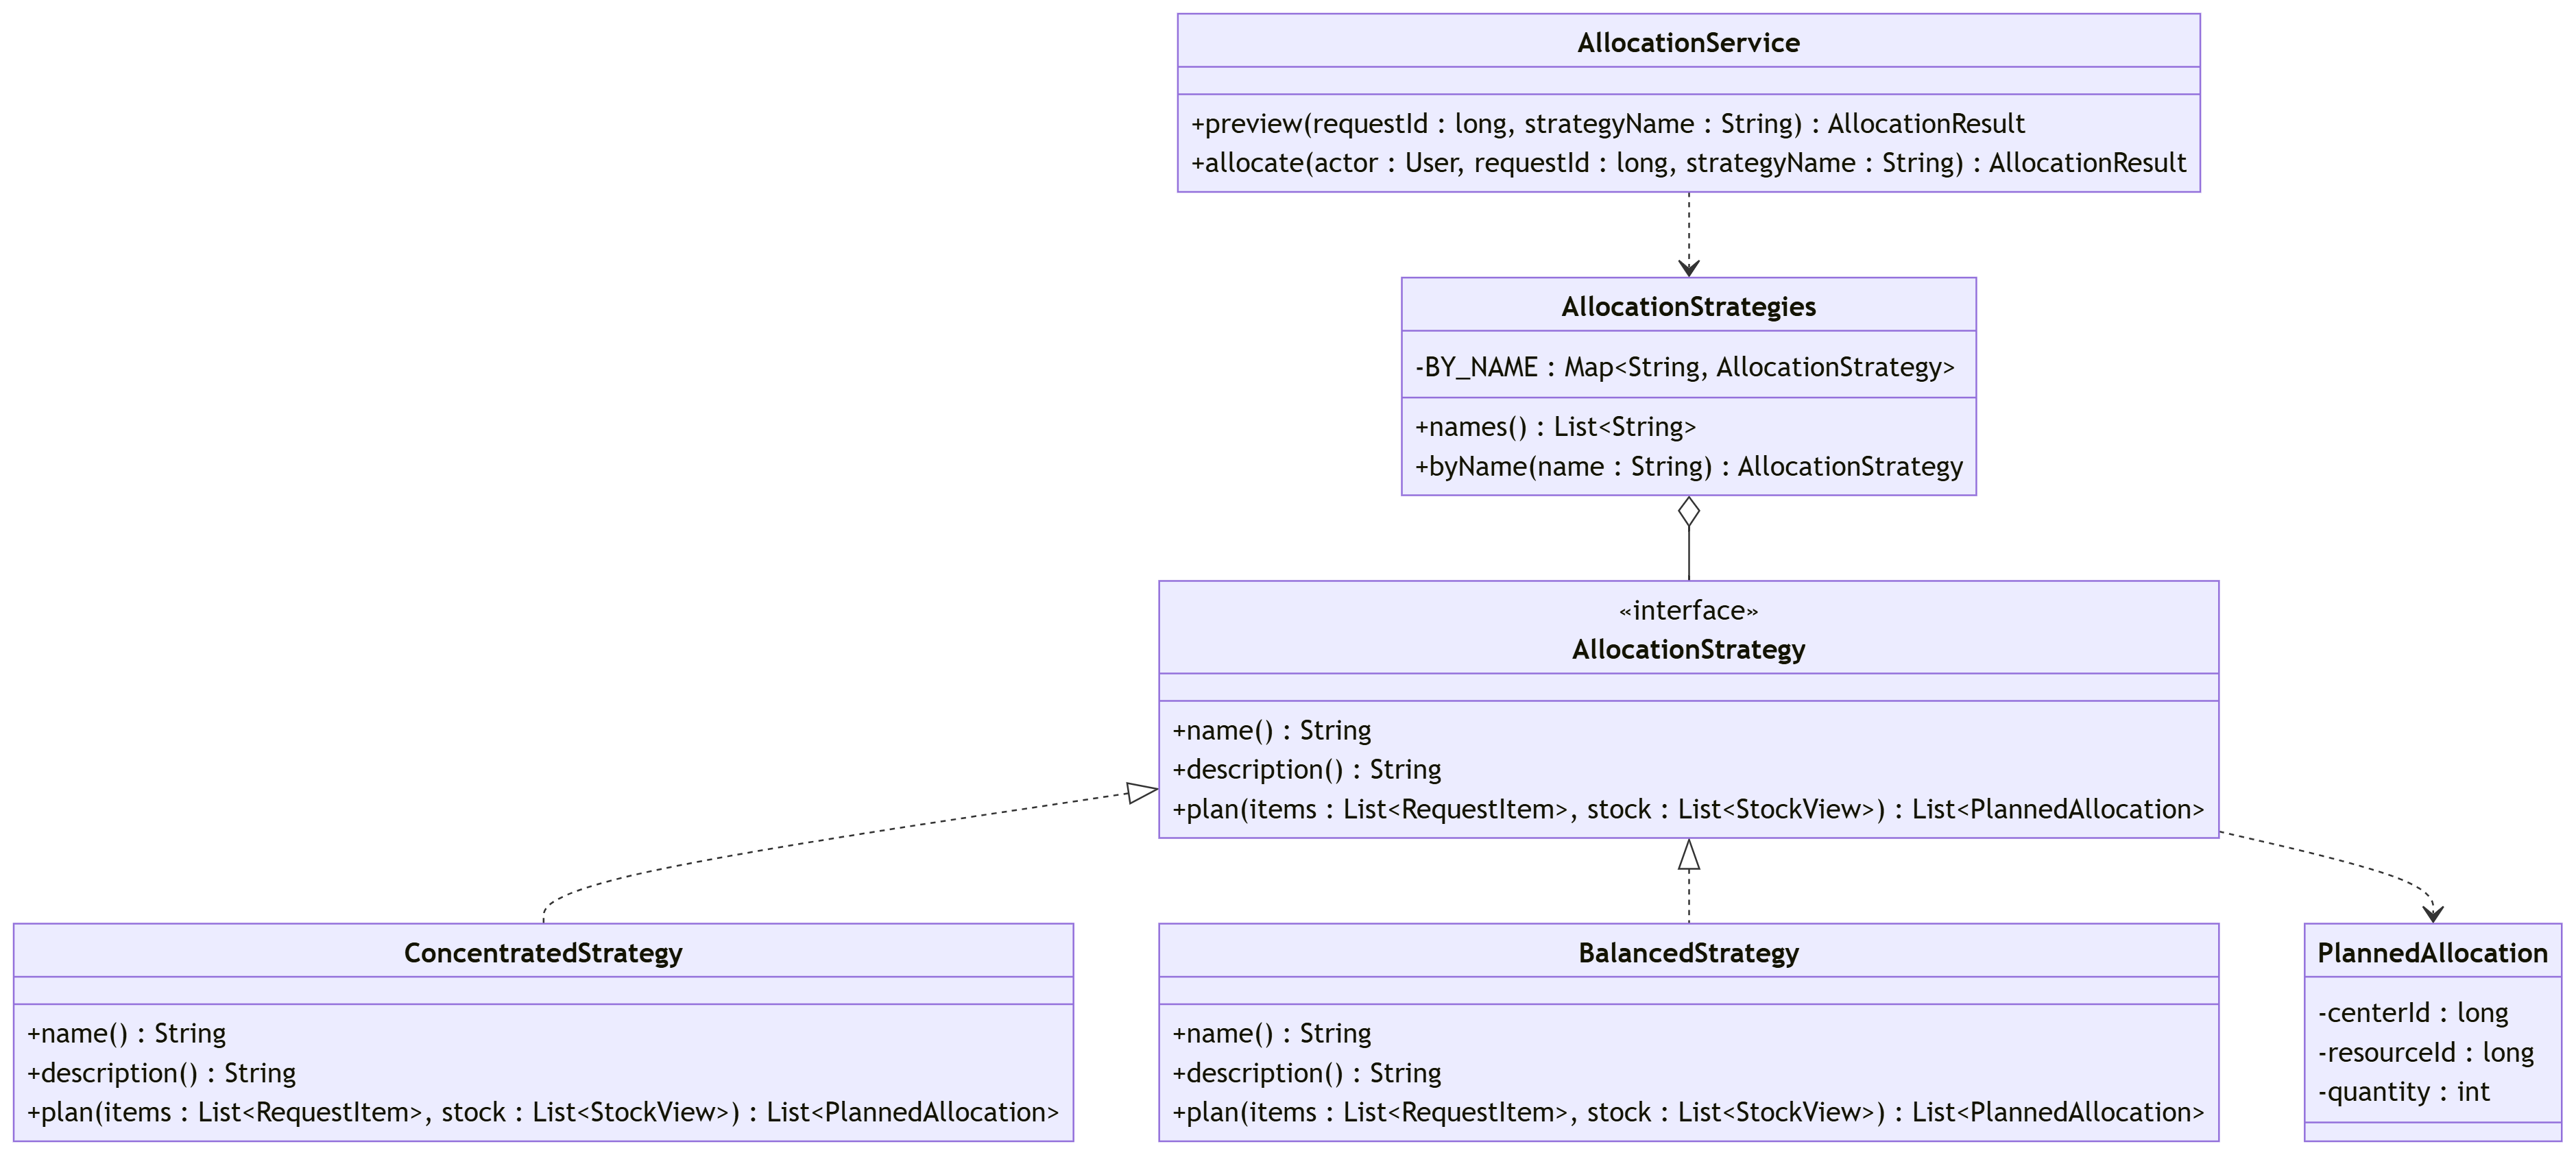 AllocationService
+preview(requestId : long, strategyName : String) : AllocationResult
+allocate(actor : User, requestId : long, strategyName : String) : AllocationResult
AllocationStrategies
-BY_NAME : Map<String, AllocationStrategy>
+names() : List<String>
+byName(name : String) : AllocationStrategy
«interface»
AllocationStrategy
+name() : String
+description() : String
+plan(items : List<RequestItem>, stock : List<StockView>) : List<PlannedAllocation>
ConcentratedStrategy
+name() : String
+description() : String
+plan(items : List<RequestItem>, stock : List<StockView>) : List<PlannedAllocation>
BalancedStrategy
+name() : String
+description() : String
+plan(items : List<RequestItem>, stock : List<StockView>) : List<PlannedAllocation>
PlannedAllocation
-centerId : long
-resourceId : long
-quantity : int